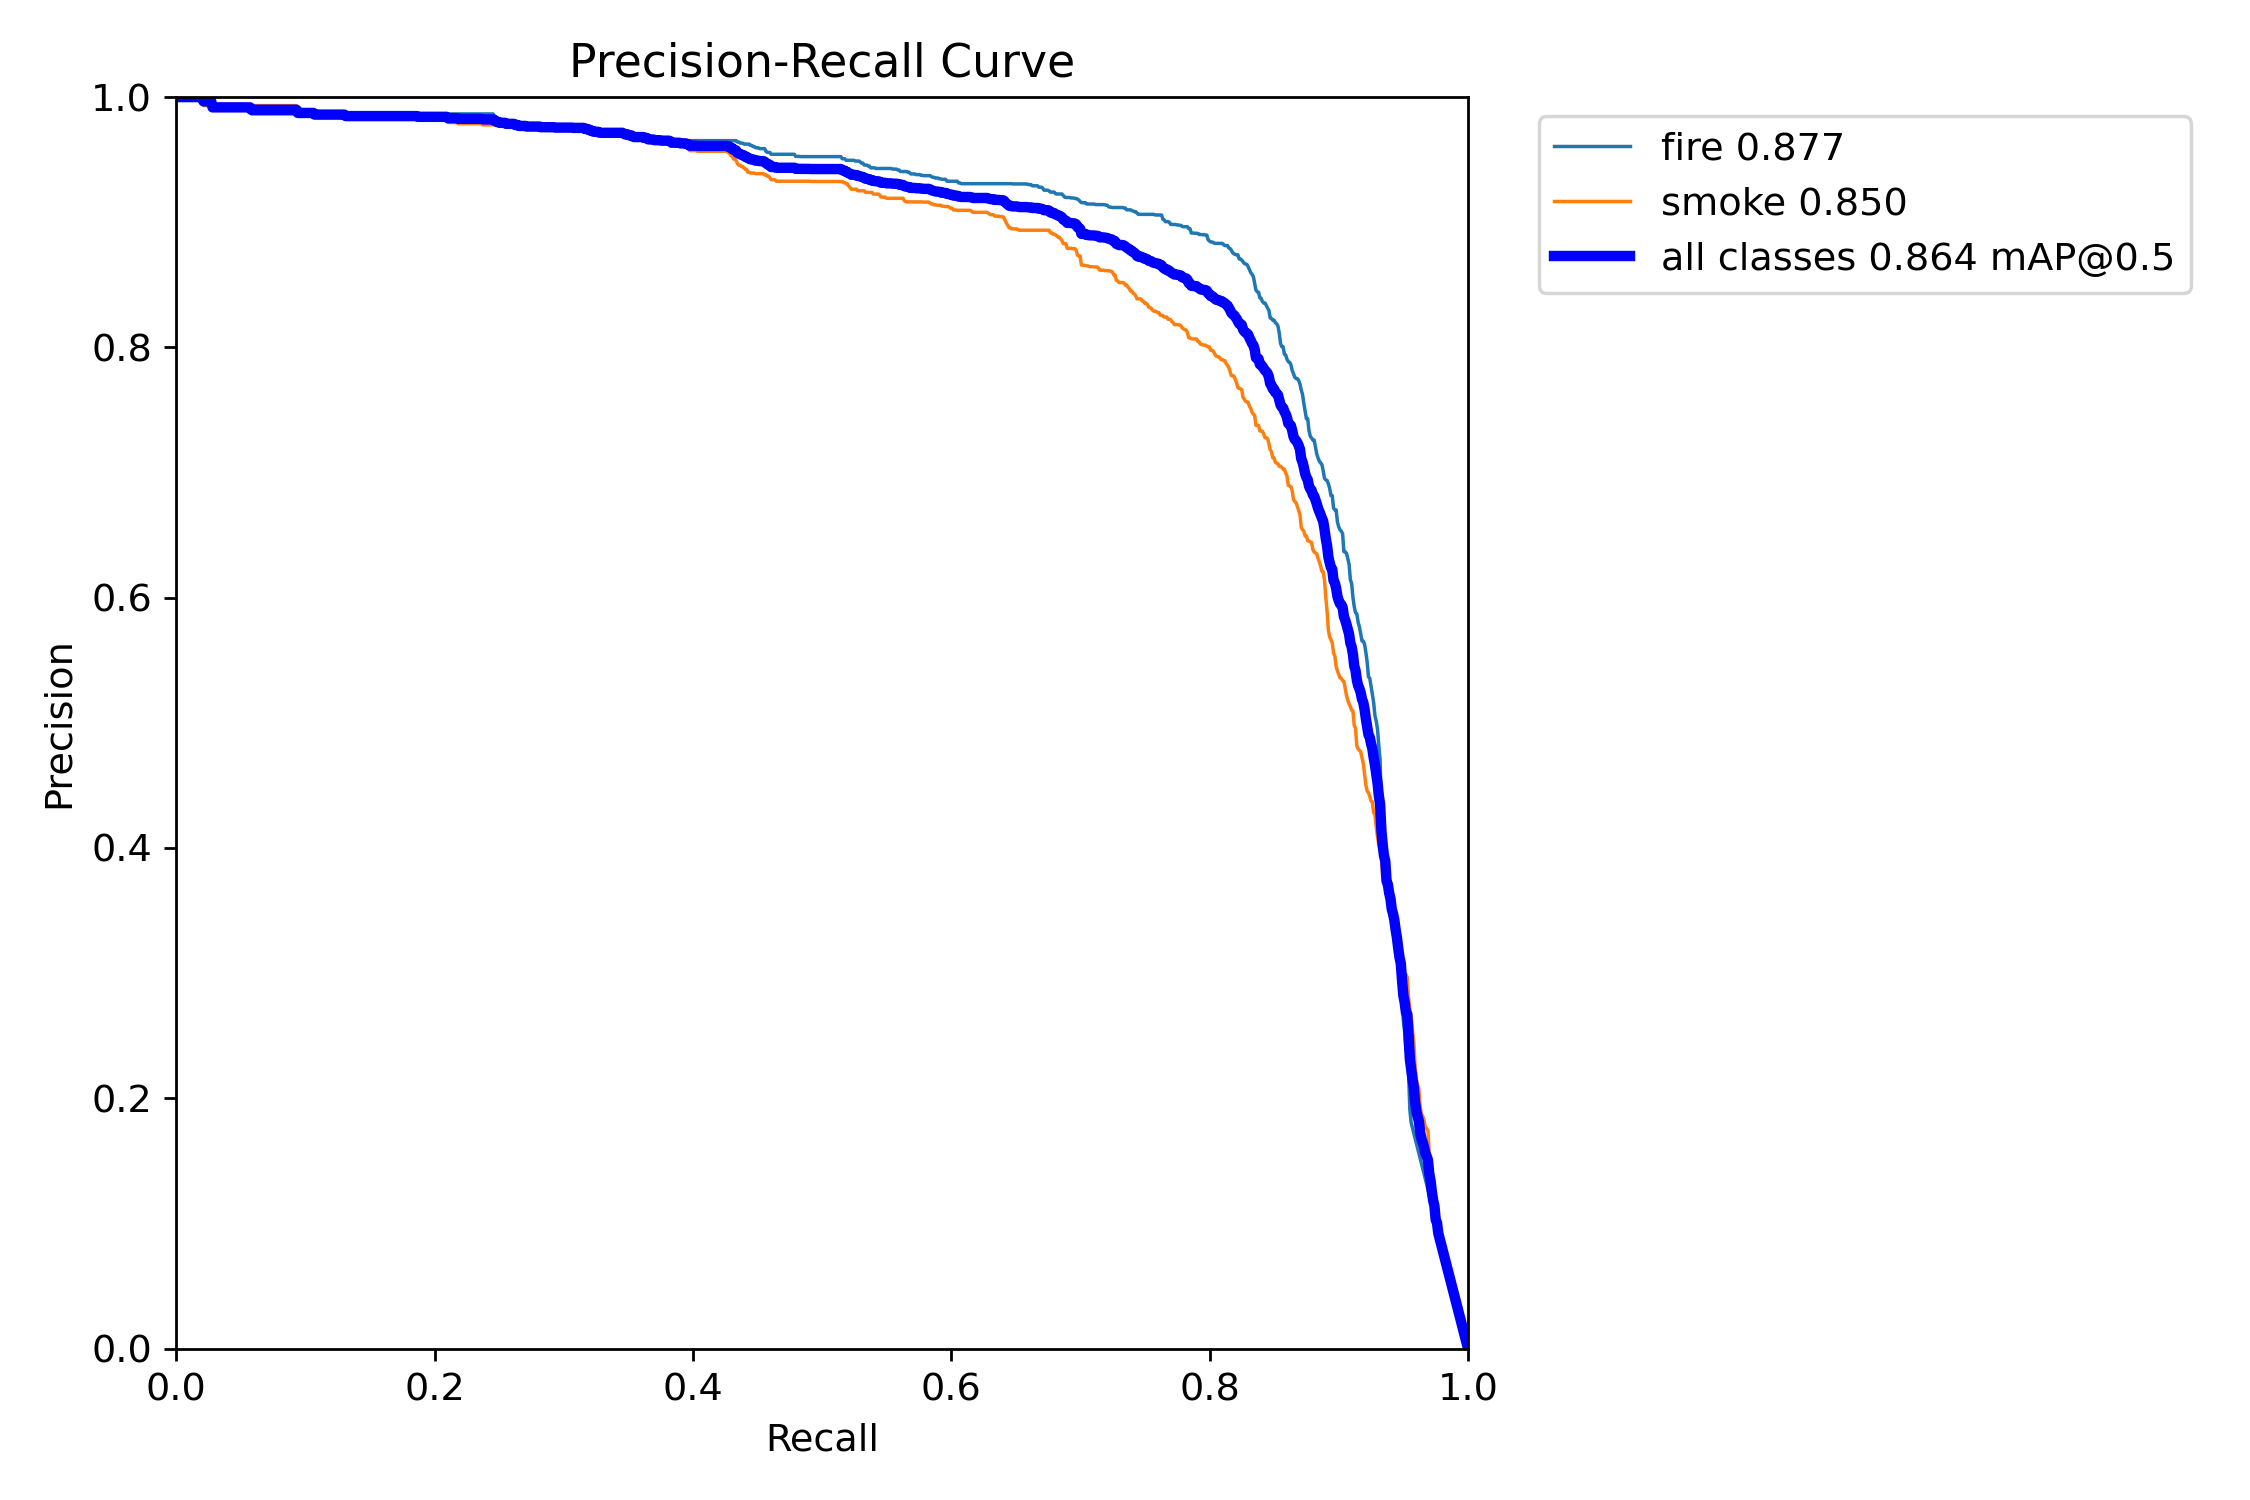 Precision-Recall Curve
fire 0.877
smoke 0.850
all classes 0.864 mAP@0.5
1.0
0.8
0.6
0.4
0.2
0.0
Precision
0.0 0.2 0.4 0.6 0.8 1.0
Recall